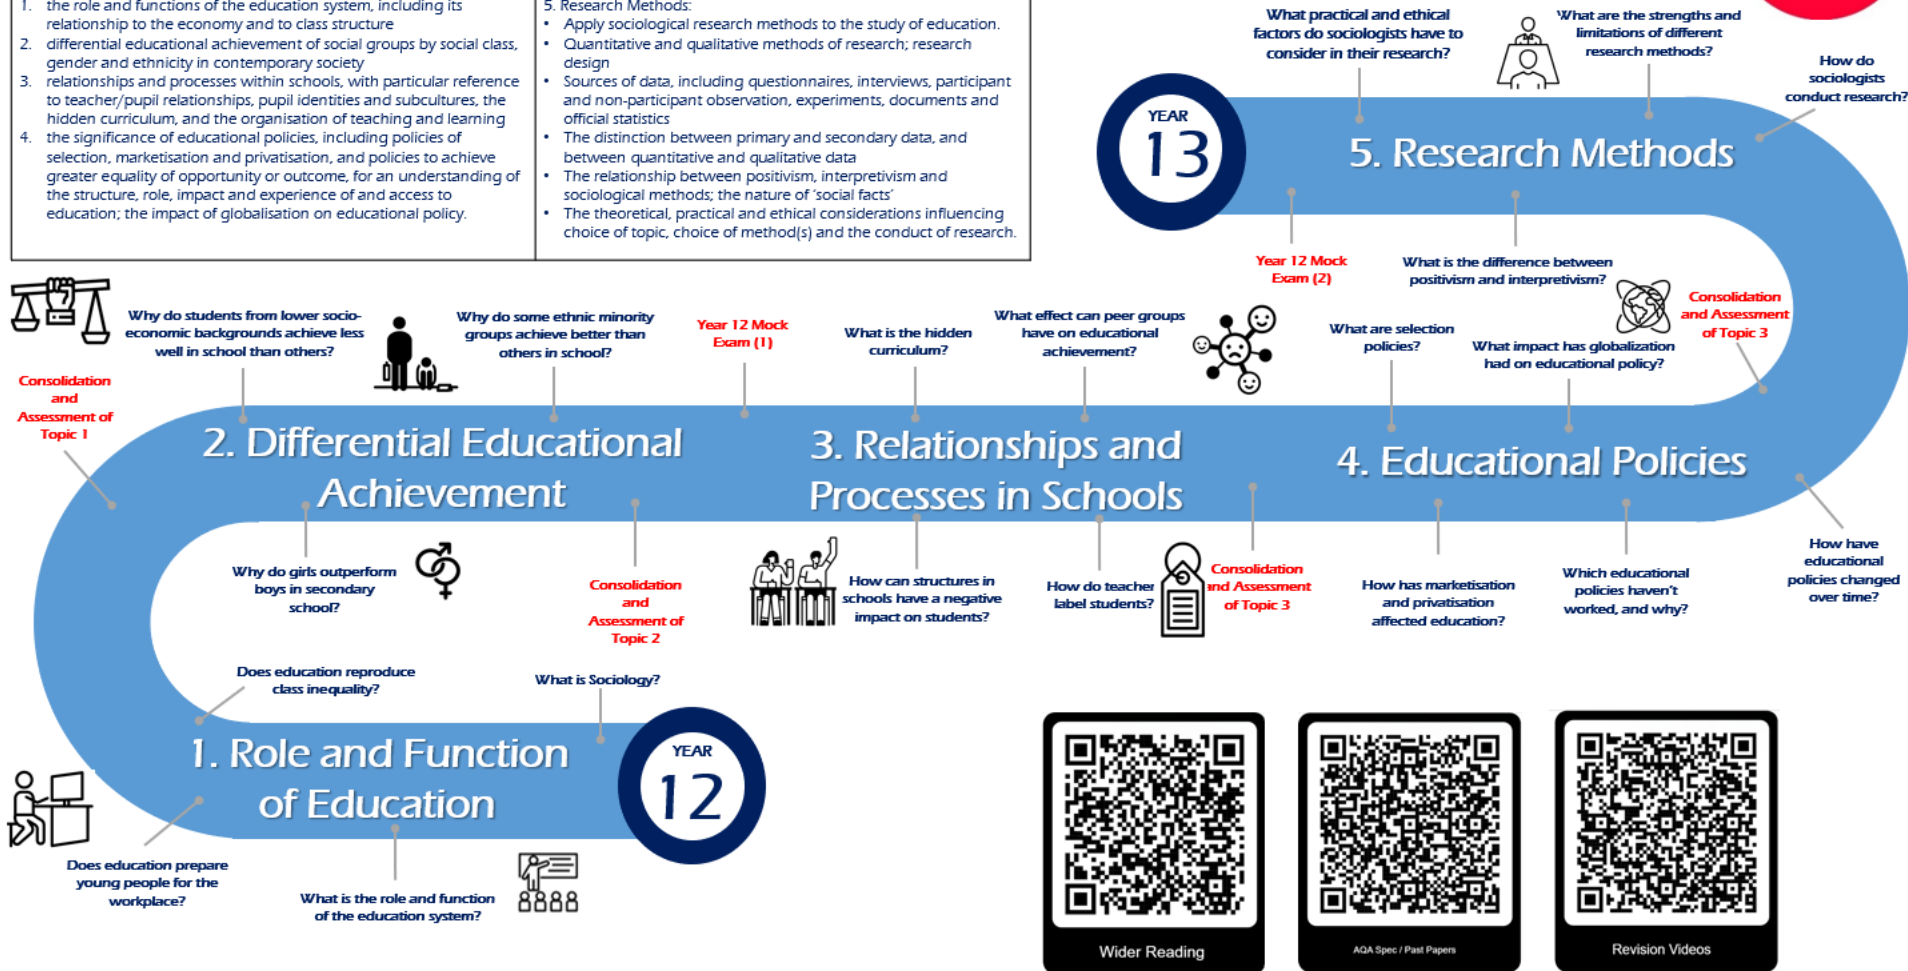 1. the role and functions of the education system, including its
relationship to the economy and to class structure
2. differential educational achievement of social groups by social class,
gender and ethnicity in contemporary society
3. relationships and processes within schools, with particular reference
to teacher/pupil relationships, pupil identities and subcultures, the
hidden curriculum, and the organisation of teaching and learning
4. the significance of educational policies, including policies of
selection, marketisation and privatisation, and policies to achieve
greater equality of opportunity or outcome, for an understanding of
the structure, role, impact and experience of and access to
education; the impact of globalisation on educational policy.
5. Research Methods:
• Apply sociological research methods to the study of education.
• Quantitative and qualitative methods of research; research
design
• Sources of data, including questionnaires, interviews, participant
and non-participant observation, experiments, documents and
official statistics
• The distinction between primary and secondary data, and
between quantitative and qualitative data
• The relationship between positivism, interpretivism and
sociological methods; the nature of ‘social facts’
• The theoretical, practical and ethical considerations influencing
choice of topic, choice of method(s) and the conduct of research.
What practical and ethical
factors do sociologists have to
consider in their research?
What are the strengths and
limitations of different
research methods?
How do
sociologists
conduct research?
YEAR
13
5. Research Methods
Year 12 Mock
Exam (2)
What is the difference between
positivism and interpretivism?
Consolidation
and Assessment
of Topic 3
Why do students from lower socio-
economic backgrounds achieve less
well in school than others?
Why do some ethnic minority
groups achieve better than
others in school?
Year 12 Mock
Exam (1)
What is the hidden
curriculum?
What effect can peer groups
have on educational
achievement?
What are selection
policies?
What impact has globalization
had on educational policy?
Consolidation
and
Assessment of
Topic 1
2. Differential Educational
Achievement
3. Relationships and
Processes in Schools
4. Educational Policies
Why do girls outperform
boys in secondary
school?
Consolidation
and
Assessment of
Topic 2
How can structures in
schools have a negative
impact on students?
How do teacher
label students?
Consolidation
and Assessment
of Topic 3
How has marketisation
and privatisation
affected education?
Which educational
policies haven’t
worked, and why?
How have
educational
policies changed
over time?
Does education reproduce
class inequality?
What is Sociology?
1. Role and Function
of Education
YEAR
12
Does education prepare
young people for the
workplace?
What is the role and function
of the education system?
Wider Reading
AQA Spec / Past Papers
Revision Videos